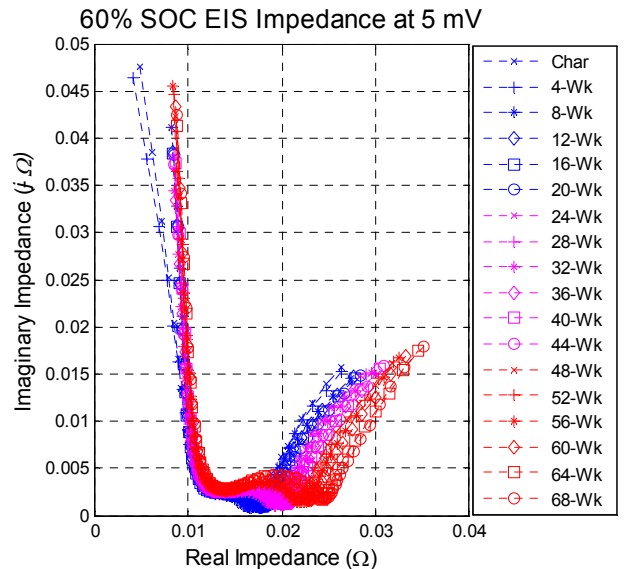 60% SOC EIS Impedance at 5 mV
0.05
0.045
0.04
0.035
0.03
0.025
0.02
0.015
0.01
0.005
0
Imaginary Impedance (j Ω)
0
0.01
0.02
0.03
0.04
Real Impedance (Ω)
Char
4-Wk
8-Wk
12-Wk
16-Wk
20-Wk
24-Wk
28-Wk
32-Wk
36-Wk
40-Wk
44-Wk
48-Wk
52-Wk
56-Wk
60-Wk
64-Wk
68-Wk